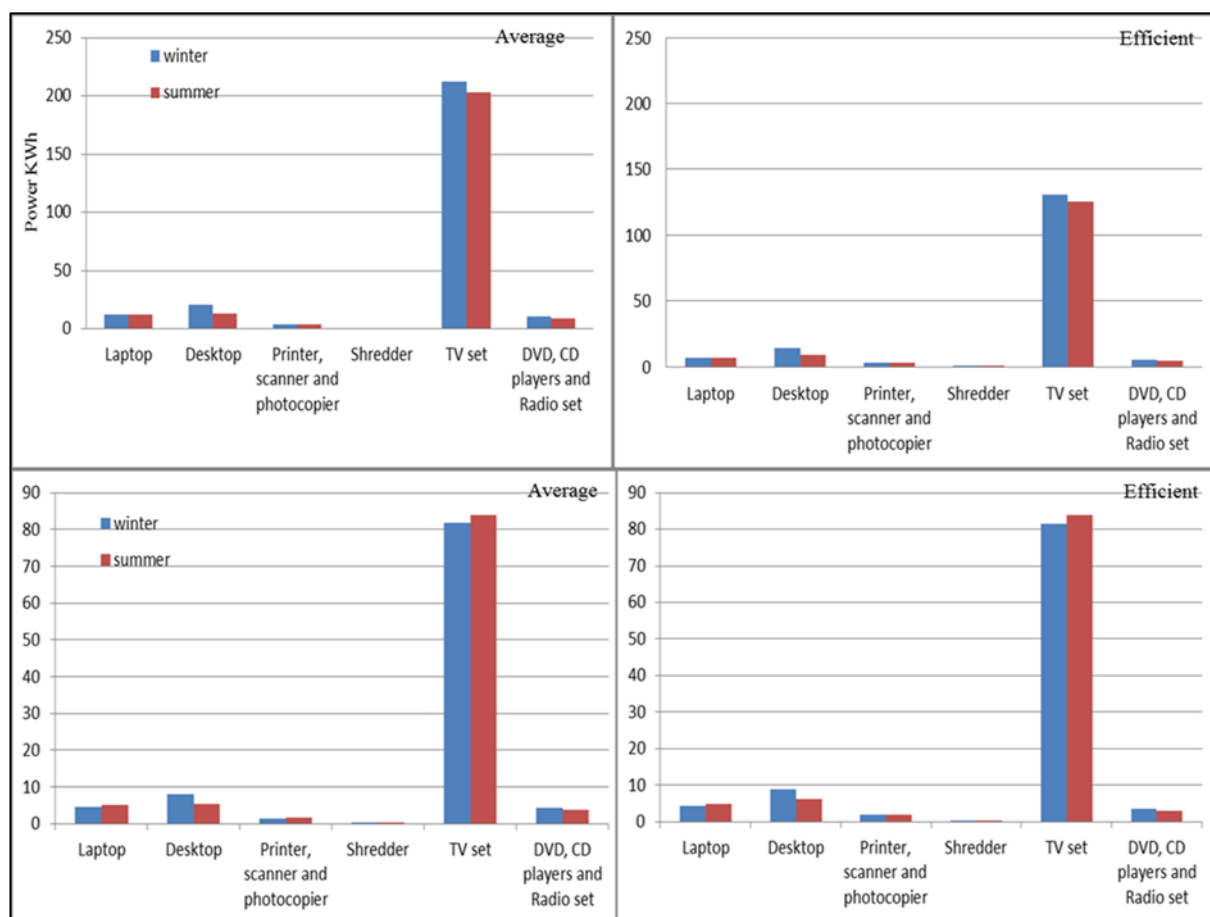 Average
250
200
150
100
50
0
Power KWh
winter
summer
Laptop Desktop Printer, scanner and photocopier Shredder TV set DVD, CD players and Radio set
Efficient
250
200
150
100
50
0
Laptop Desktop Printer, scanner and photocopier Shredder TV set DVD, CD players and Radio set
Average
90
80
70
60
50
40
30
20
10
0
winter
summer
Laptop Desktop Printer, scanner and photocopier Shredder TV set DVD, CD players and Radio set
Efficient
90
80
70
60
50
40
30
20
10
0
Laptop Desktop Printer, scanner and photocopier Shredder TV set DVD, CD players and Radio set